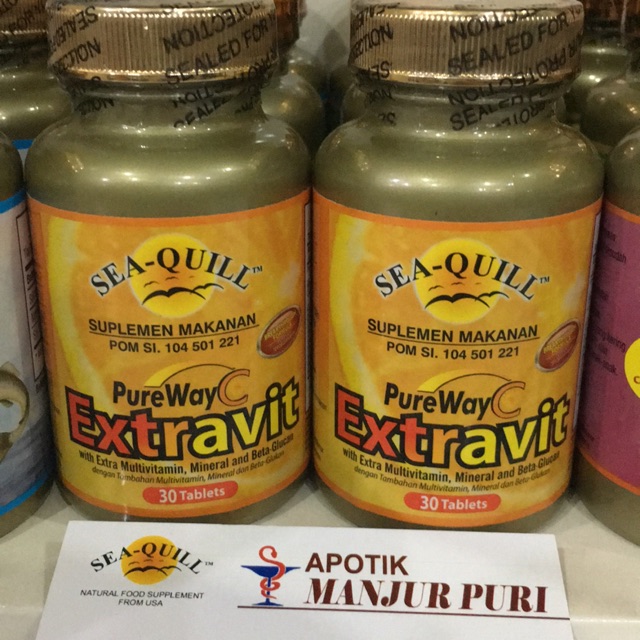 SEALED FOR
PROTECTION
SEALED FOR YO
SEA-QUILL™
SUPLEMEN MAKANAN
POM SI. 104 501 221
PureWay C
Extravit
with Extra Multivitamin, Mineral and Beta-Glucan
dengan Tambahan Multivitamin, Mineral dan Beta-Glukan
30 Tablets
SEA-QUILL™
SUPLEMEN MAKANAN
POM SI. 104 501 221
PureWay C
Extravit
with Extra Multivitamin, Mineral and Beta-Glucan
dengan Tambahan Multivitamin, Mineral dan Beta-Glukan
30 Tablets
SEA-QUILL™
NATURAL FOOD SUPPLEMENT
FROM USA
APOTIK
MANJUR PURI